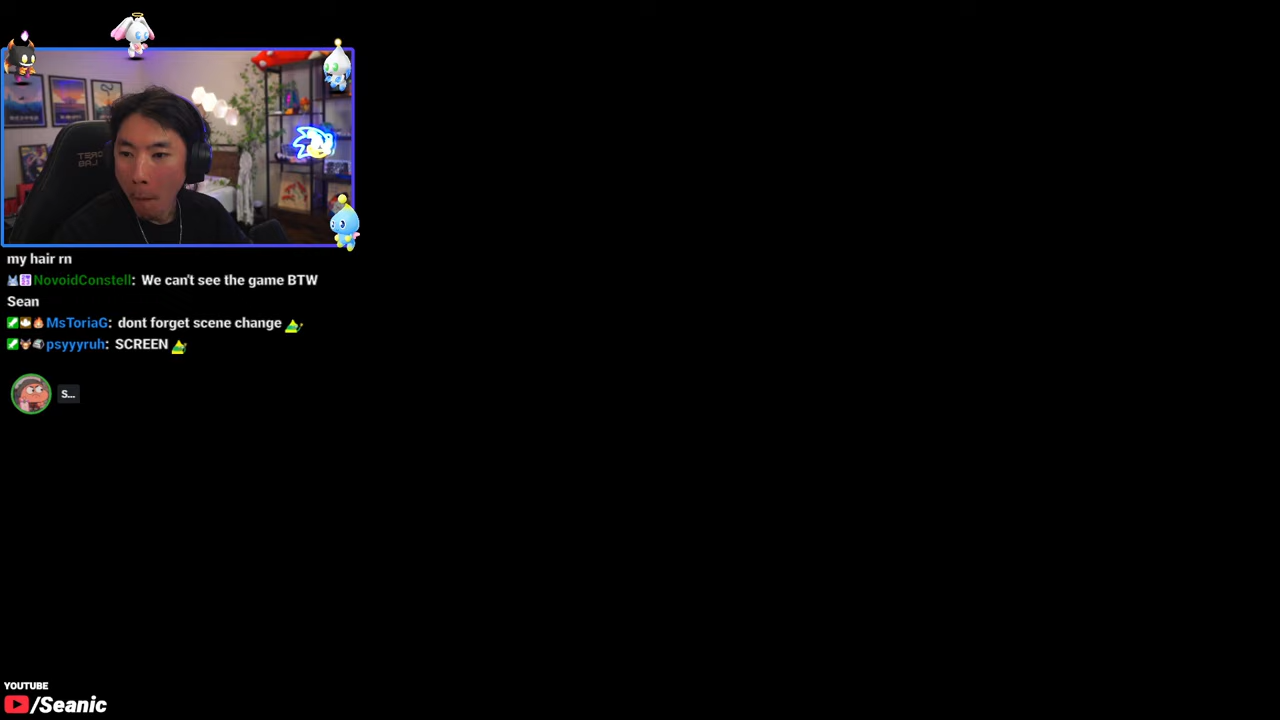 my hair rn
NovoidConstell: We can't see the game BTW
Sean
MsToriaG: dont forget scene change
psyyyruh: SCREEN
S...
YOUTUBE
/Seanic